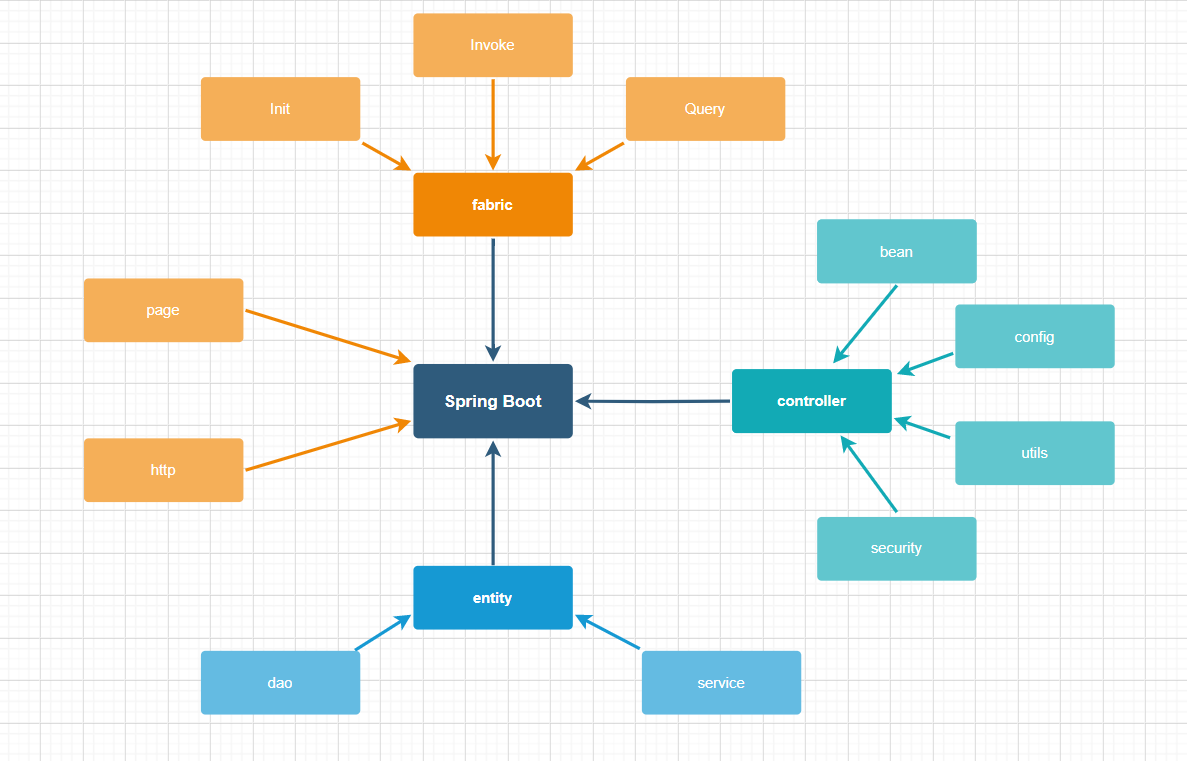 Invoke
Init
Query
fabric
bean
page
config
Spring Boot
controller
http
utils
security
entity
dao
service